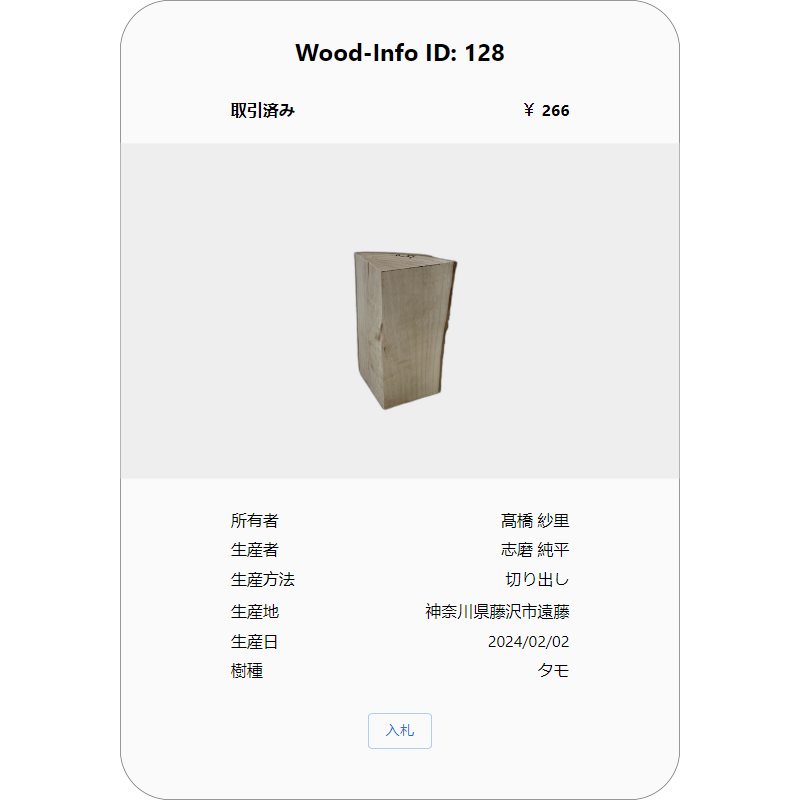 Wood-Info ID: 128
取引済み ¥ 266
所有者 髙橋 紗里
生産者 志磨 純平
生産方法 切り出し
生産地 神奈川県藤沢市遠藤
生産日 2024/02/02
樹種 タモ
入札